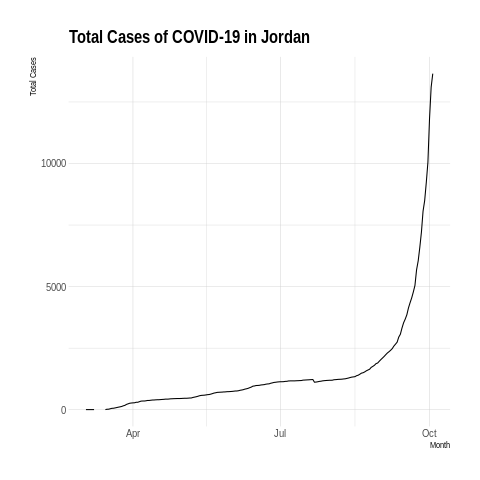 Total Cases of COVID-19 in Jordan
Total Cases
10000
5000
0
Apr Jul Oct
Month